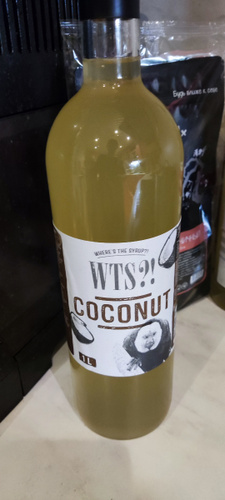 WHERE'S THE SYRUP?!
WTS?!
COCONUT
1L